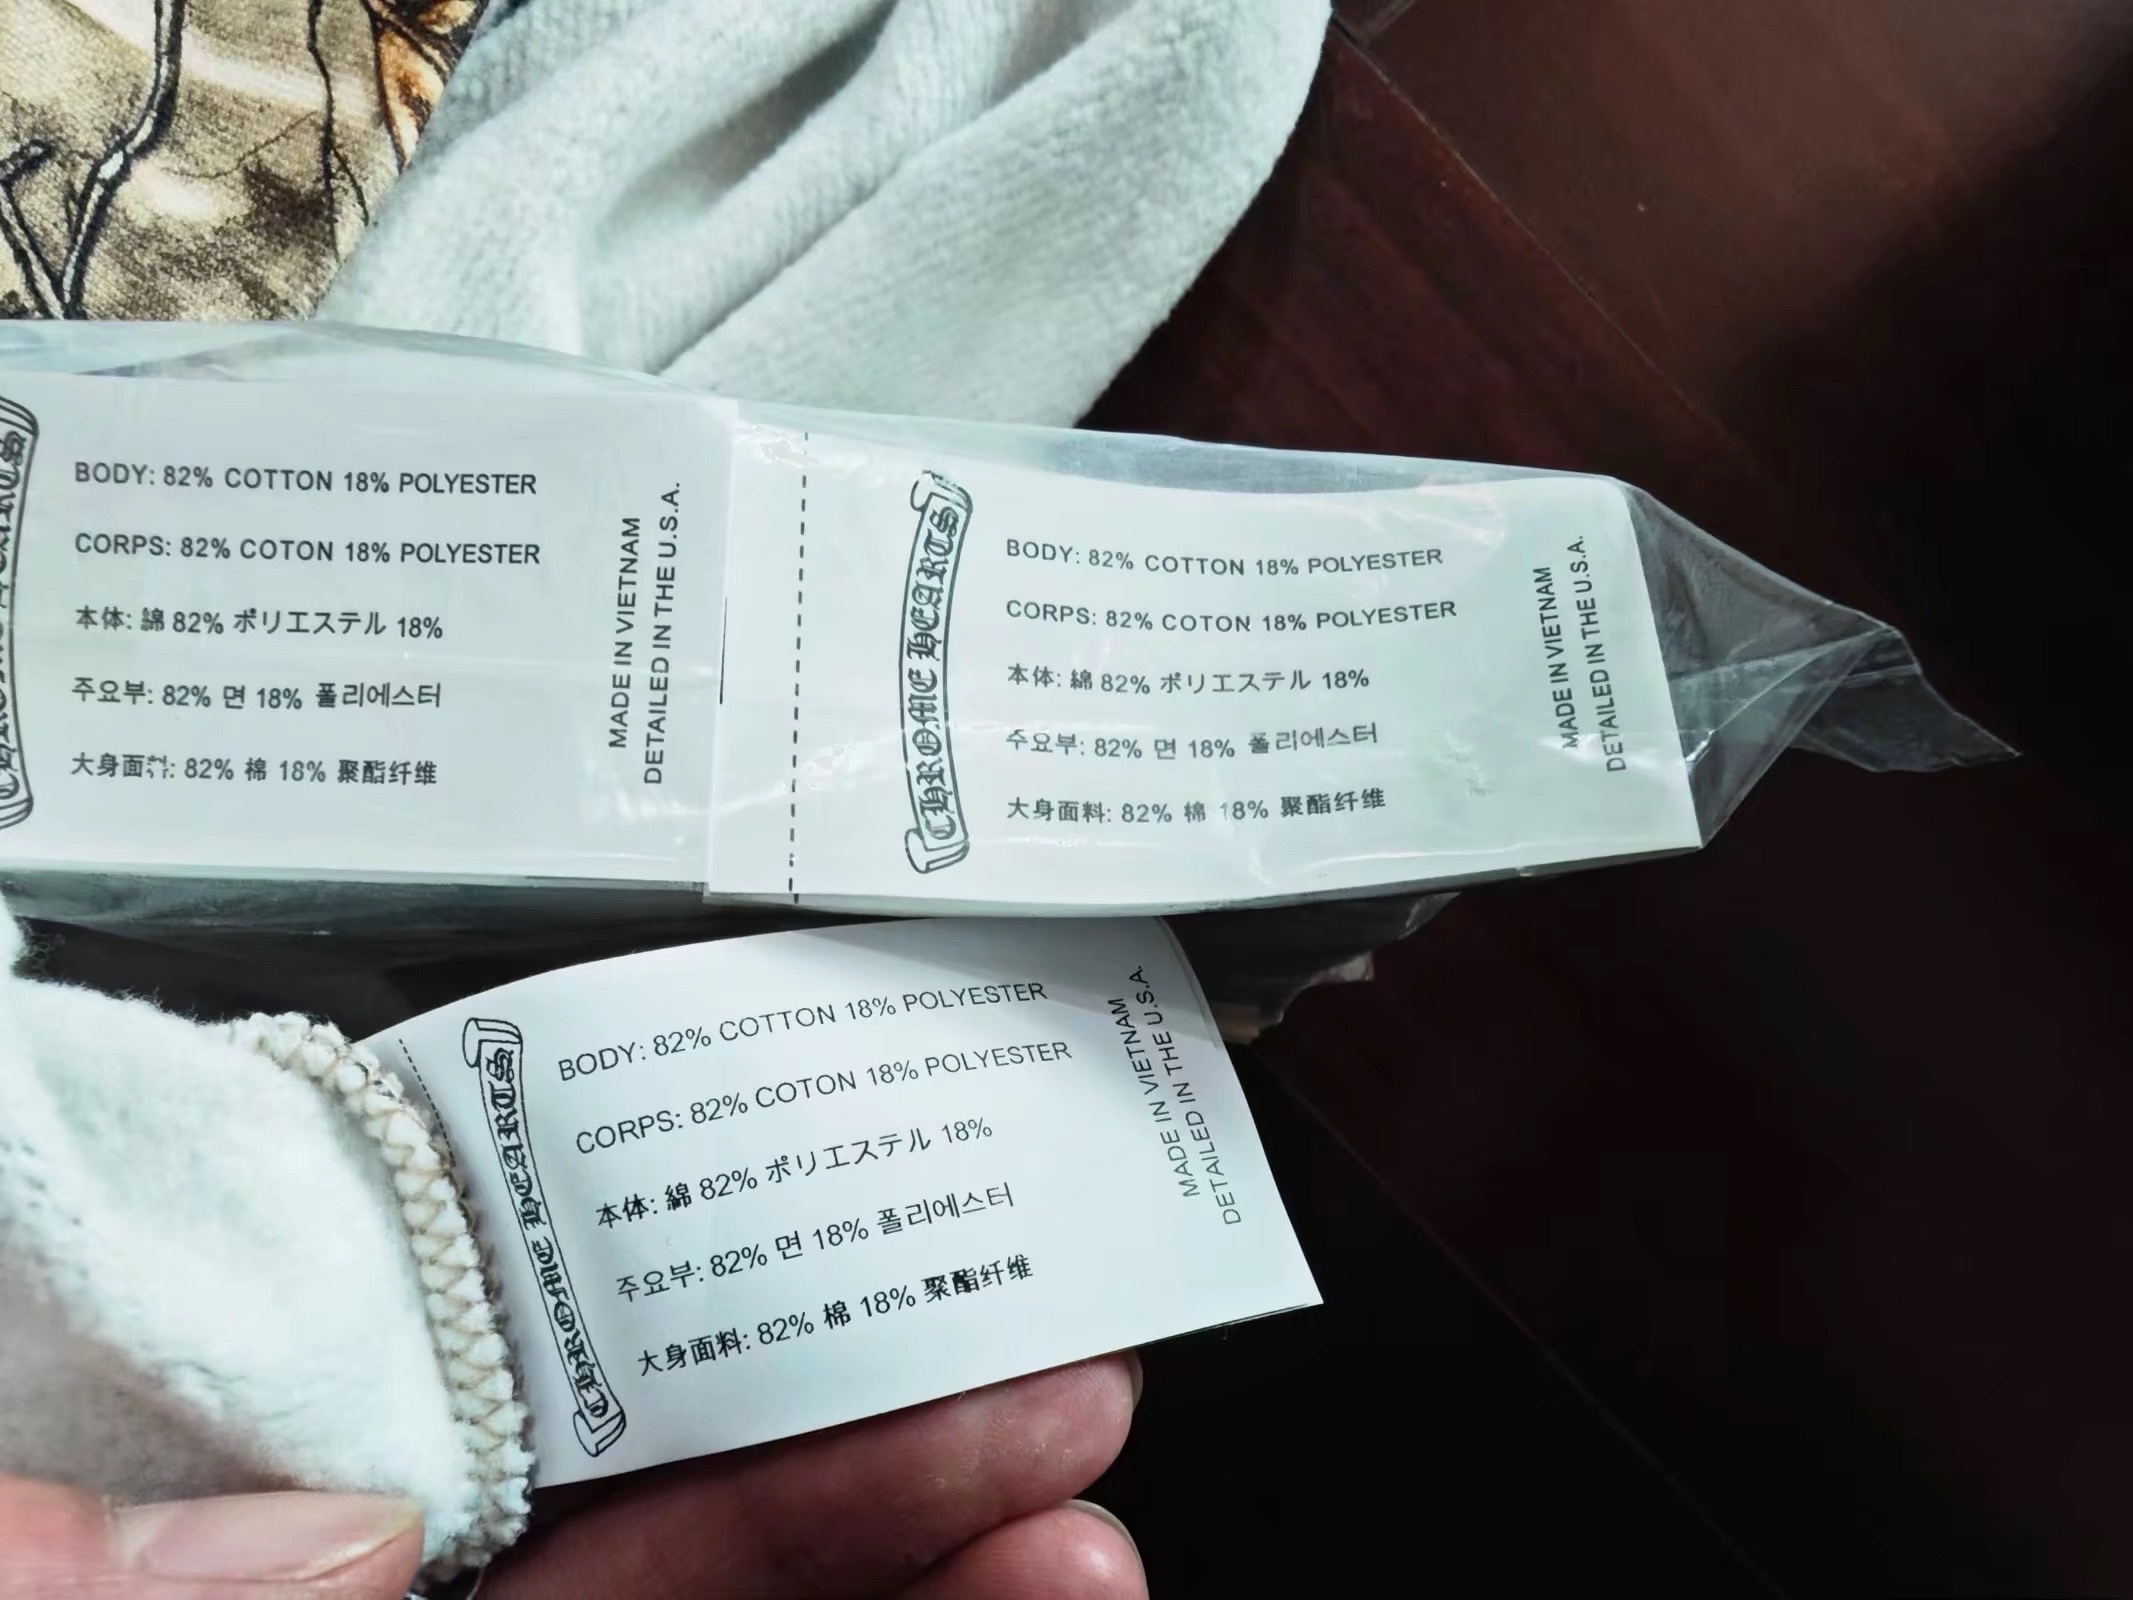 BODY: 82% COTTON 18% POLYESTER
CORPS: 82% COTON 18% POLYESTER
本体: 綿 82% ポリエステル 18%
주요부: 82% 면 18% 폴리에스터
大身面料: 82% 棉 18% 聚酯纤维
MADE IN VIETNAM
DETAILED IN THE U.S.A.
CHROME HEARTS
BODY: 82% COTTON 18% POLYESTER
CORPS: 82% COTON 18% POLYESTER
本体: 綿 82% ポリエステル 18%
주요부: 82% 면 18% 폴리에스터
大身面料: 82% 棉 18% 聚酯纤维
MADE IN VIETNAM
DETAILED IN THE U.S.A.
CHROME HEARTS
BODY: 82% COTTON 18% POLYESTER
CORPS: 82% COTON 18% POLYESTER
本体: 綿 82% ポリエステル 18%
주요부: 82% 면 18% 폴리에스터
大身面料: 82% 棉 18% 聚酯纤维
MADE IN VIETNAM
DETAILED IN THE U.S.A.